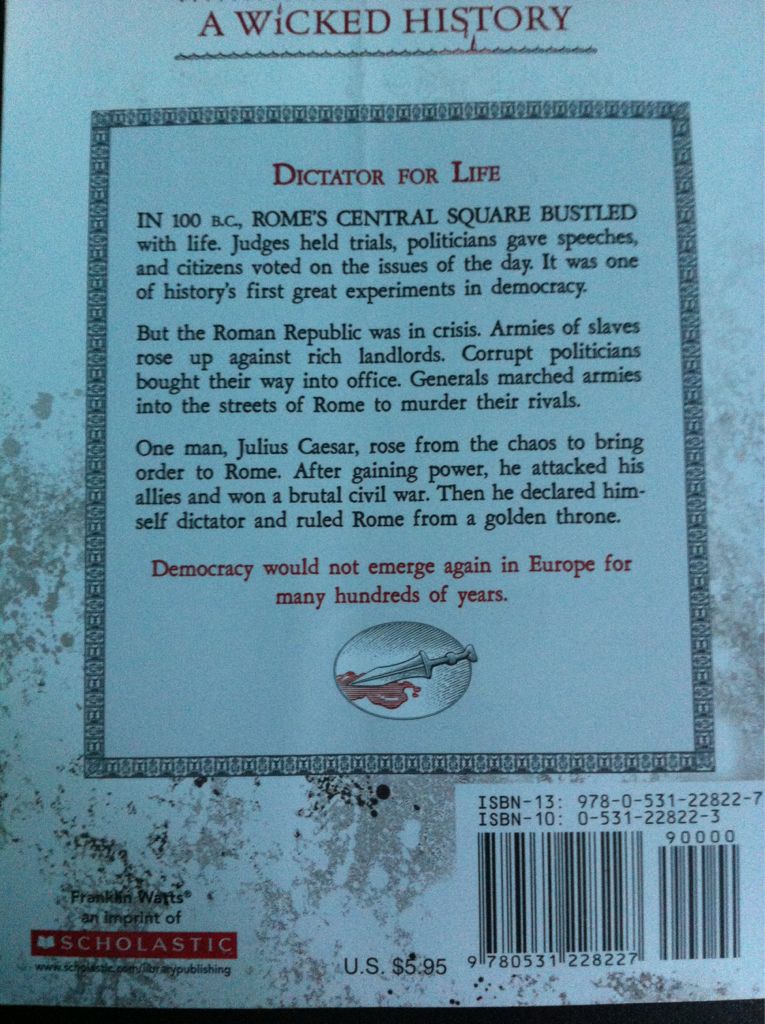 A WiCKED HISTORY
DICTATOR FOR LIFE
IN 100 B.C., ROME'S CENTRAL SQUARE BUSTLED
with life. Judges held trials, politicians gave speeches,
and citizens voted on the issues of the day. It was one
of history's first great experiments in democracy.
But the Roman Republic was in crisis. Armies of slaves
rose up against rich landlords. Corrupt politicians
bought their way into office. Generals marched armies
into the streets of Rome to murder their rivals.
One man, Julius Caesar, rose from the chaos to bring
order to Rome. After gaining power, he attacked his
allies and won a brutal civil war. Then he declared him-
self dictator and ruled Rome from a golden throne.
Democracy would not emerge again in Europe for
many hundreds of years.
ISBN-13: 978-0-531-22822-7
ISBN-10: 0-531-22822-3
90000
Franklin Watts®
an imprint of
SCHOLASTIC
www.scholastic.com/librarypublishing
U.S. $5.95
9 780531 228227